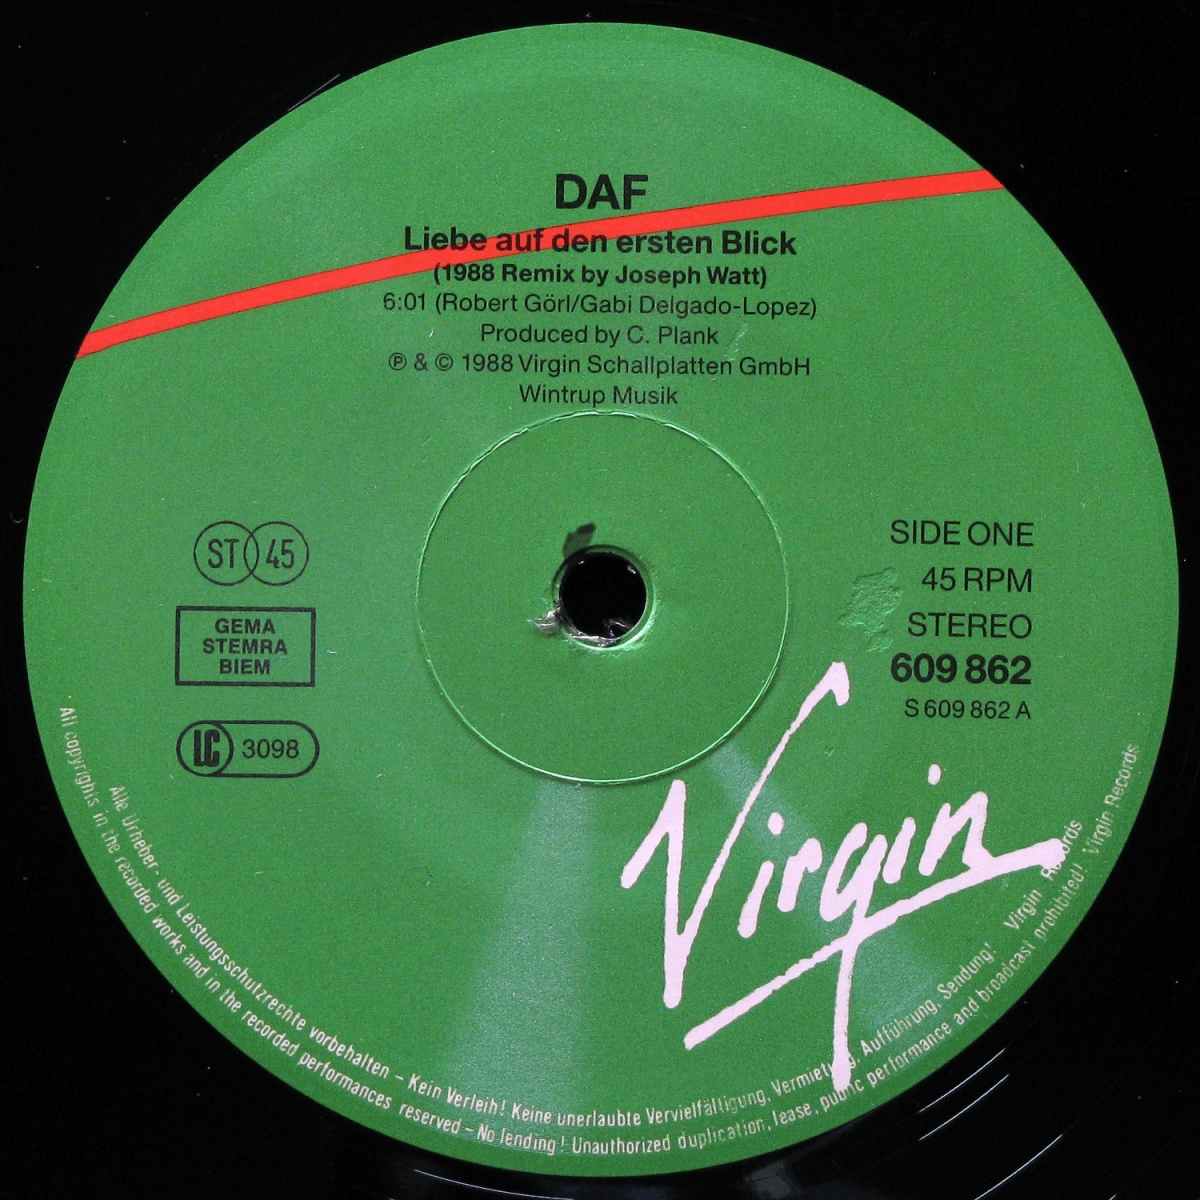 DAF
Liebe auf den ersten Blick
(1988 Remix by Joseph Watt)
6:01 (Robert Görl/Gabi Delgado-Lopez)
Produced by C. Plank
℗ & © 1988 Virgin Schallplatten GmbH
Wintrup Musik
ST 45
GEMA
STEMRA
BIEM
LC 3098
SIDE ONE
45 RPM
STEREO
609 862
S 609 862 A
Virgin
Alle Urheber- und Leistungsschutzrechte vorbehalten – Kein Verleih! Keine unerlaubte Vervielfältigung, Vermietung, Aufführung, Sendung! Virgin Records
All copyrights in the recorded works and in the recorded performances reserved – No lending! Unauthorized duplication, lease, public performance and broadcast prohibited! Virgin Records